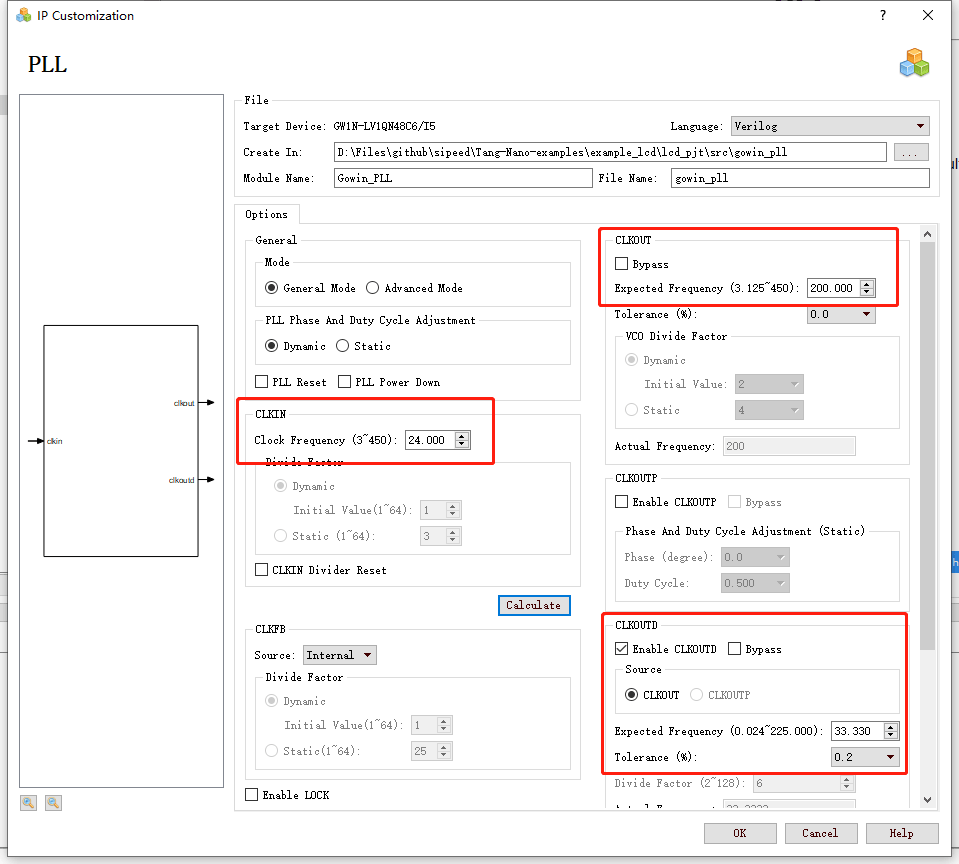 IP Customization
?
PLL
clkin
clkout
clkoutd
File
Target Device: GW1N-LV1QN48C6/I5
Language: Verilog
Create In: D:\Files\github\sipeed\Tang-Nano-examples\example_lcd\lcd_pjt\src\gowin_pll
...
Module Name: Gowin_PLL
File Name: gowin_pll
Options
General
Mode
General Mode
Advanced Mode
PLL Phase And Duty Cycle Adjustment
Dynamic
Static
PLL Reset
PLL Power Down
CLKIN
Clock Frequency (3~450): 24.000
Divide Factor
Dynamic
Initial Value(1~64): 1
Static (1~64): 3
CLKIN Divider Reset
Calculate
CLKFB
Source: Internal
Divide Factor
Dynamic
Initial Value(1~64): 1
Static(1~64): 25
Enable LOCK
CLKOUT
Bypass
Expected Frequency (3.125~450): 200.000
Tolerance (%): 0.0
VCO Divide Factor
Dynamic
Initial Value: 2
Static 4
Actual Frequency: 200
CLKOUTP
Enable CLKOUTP
Bypass
Phase And Duty Cycle Adjustment (Static)
Phase (degree): 0.0
Duty Cycle: 0.500
CLKOUTD
Enable CLKOUTD
Bypass
Source
CLKOUT
CLKOUTP
Expected Frequency (0.024~225.000): 33.330
Tolerance (%): 0.2
Divide Factor (2~128): 6
OK
Cancel
Help